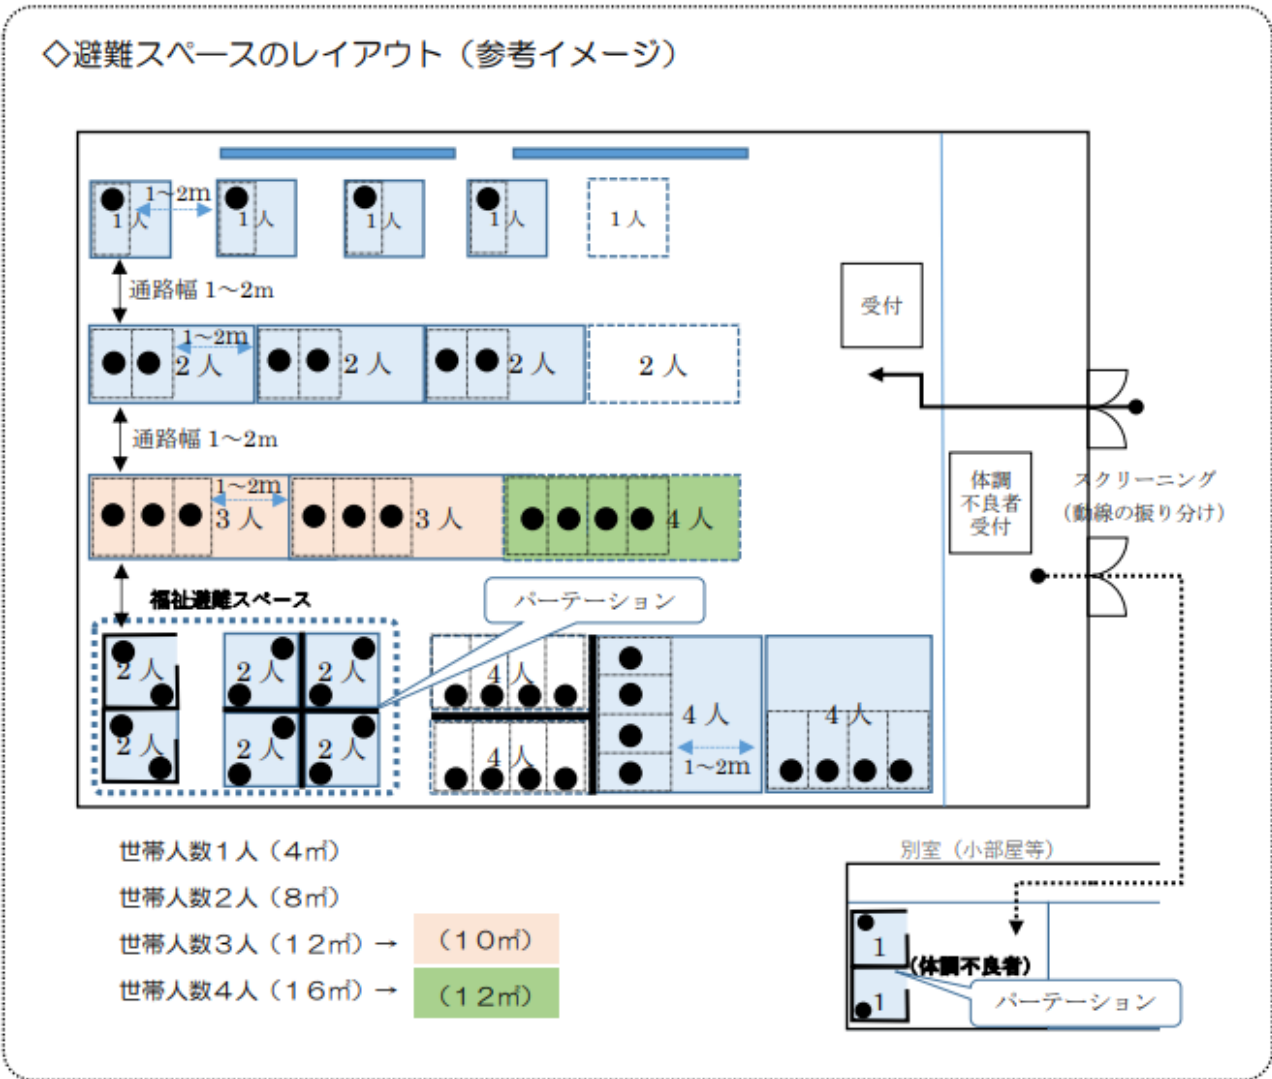 ◇避難スペースのレイアウト（参考イメージ）
1～2m
1人
1人
1人
1人
1人
通路幅 1～2m
受付
1～2m
2人
2人
2人
2人
通路幅 1～2m
体調
不良者
受付
スクリーニング
（動線の振り分け）
1～2m
3人
3人
4人
福祉避難スペース
パーテーション
2人
2人
2人
4人
4人
4人
2人
2人
2人
4人
1～2m
世帯人数１人（４㎡）
世帯人数２人（８㎡）
世帯人数３人（１２㎡）→ （１０㎡）
世帯人数４人（１６㎡）→ （１２㎡）
別室（小部屋等）
1
（体調不良者）
1
パーテーション